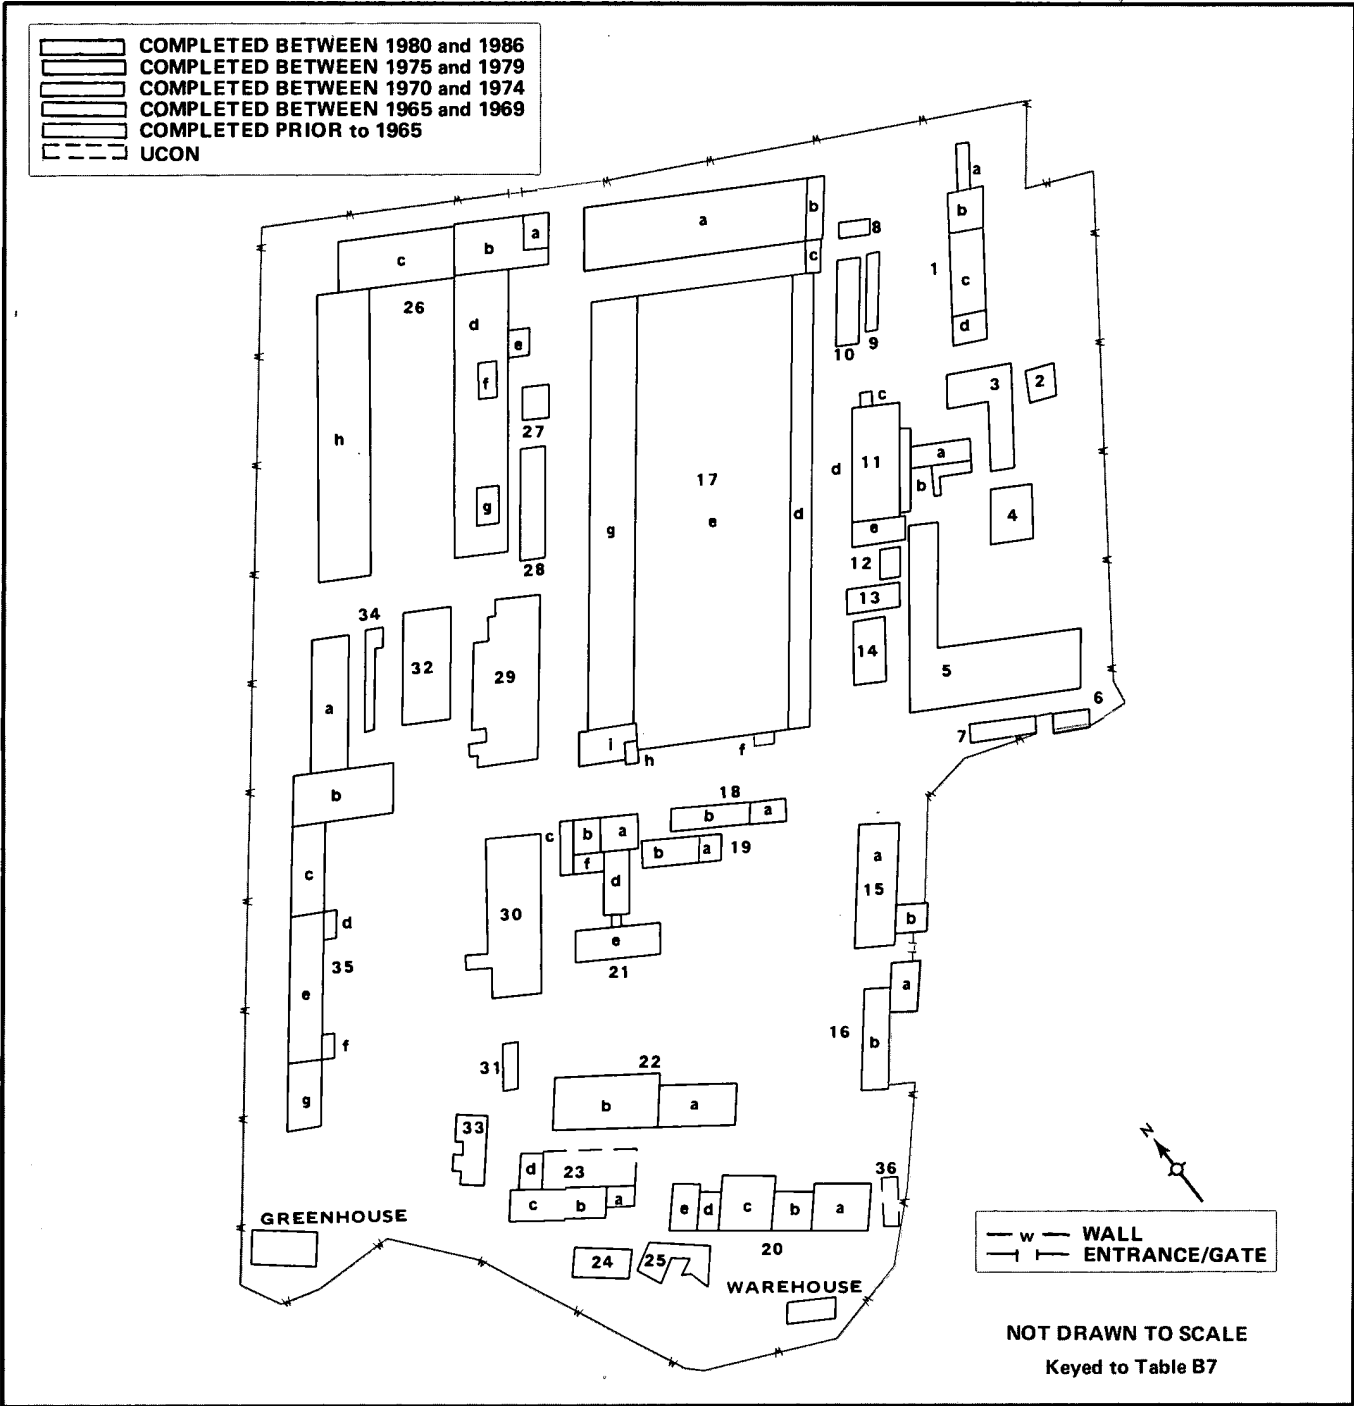 COMPLETED BETWEEN 1980 and 1986
COMPLETED BETWEEN 1975 and 1979
COMPLETED BETWEEN 1970 and 1974
COMPLETED BETWEEN 1965 and 1969
COMPLETED PRIOR to 1965
UCON
a
b
c
26
d
e
f
g
h
27
28
a
b
c
17
e
d
g
i
h
f
8
9
10
a
b
1
c
d
2
3
4
c
d
11
a
b
e
12
13
14
5
6
7
34
32
29
a
b
c
d
35
e
f
g
18
b
a
b
a
19
c
b
a
f
d
e
21
30
31
a
15
b
a
16
b
22
b
a
33
d
23
c
b
a
36
e
d
c
b
a
20
24
25
GREENHOUSE
WAREHOUSE
N
W WALL
ENTRANCE/GATE
NOT DRAWN TO SCALE
Keyed to Table B7